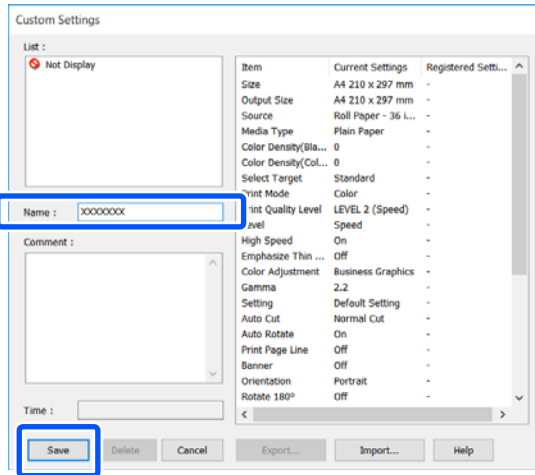 Custom Settings
List :
Not Display
Name : XXXXXXX
Comment :
Time :
Item Current Settings Registered Setti...
Size A4 210 x 297 mm -
Output Size A4 210 x 297 mm -
Source Roll Paper - 36 i... -
Media Type Plain Paper -
Color Density(Bla... 0 -
Color Density(Col... 0 -
Select Target Standard -
Print Mode Color -
Print Quality Level LEVEL 2 (Speed) -
Level Speed -
High Speed On -
Emphasize Thin ... Off -
Color Adjustment Business Graphics -
Gamma 2.2 -
Setting Default Setting -
Auto Cut Normal Cut -
Auto Rotate On -
Print Page Line Off -
Banner Off -
Orientation Portrait -
Rotate 180° Off -
Save Delete Cancel Export... Import... Help